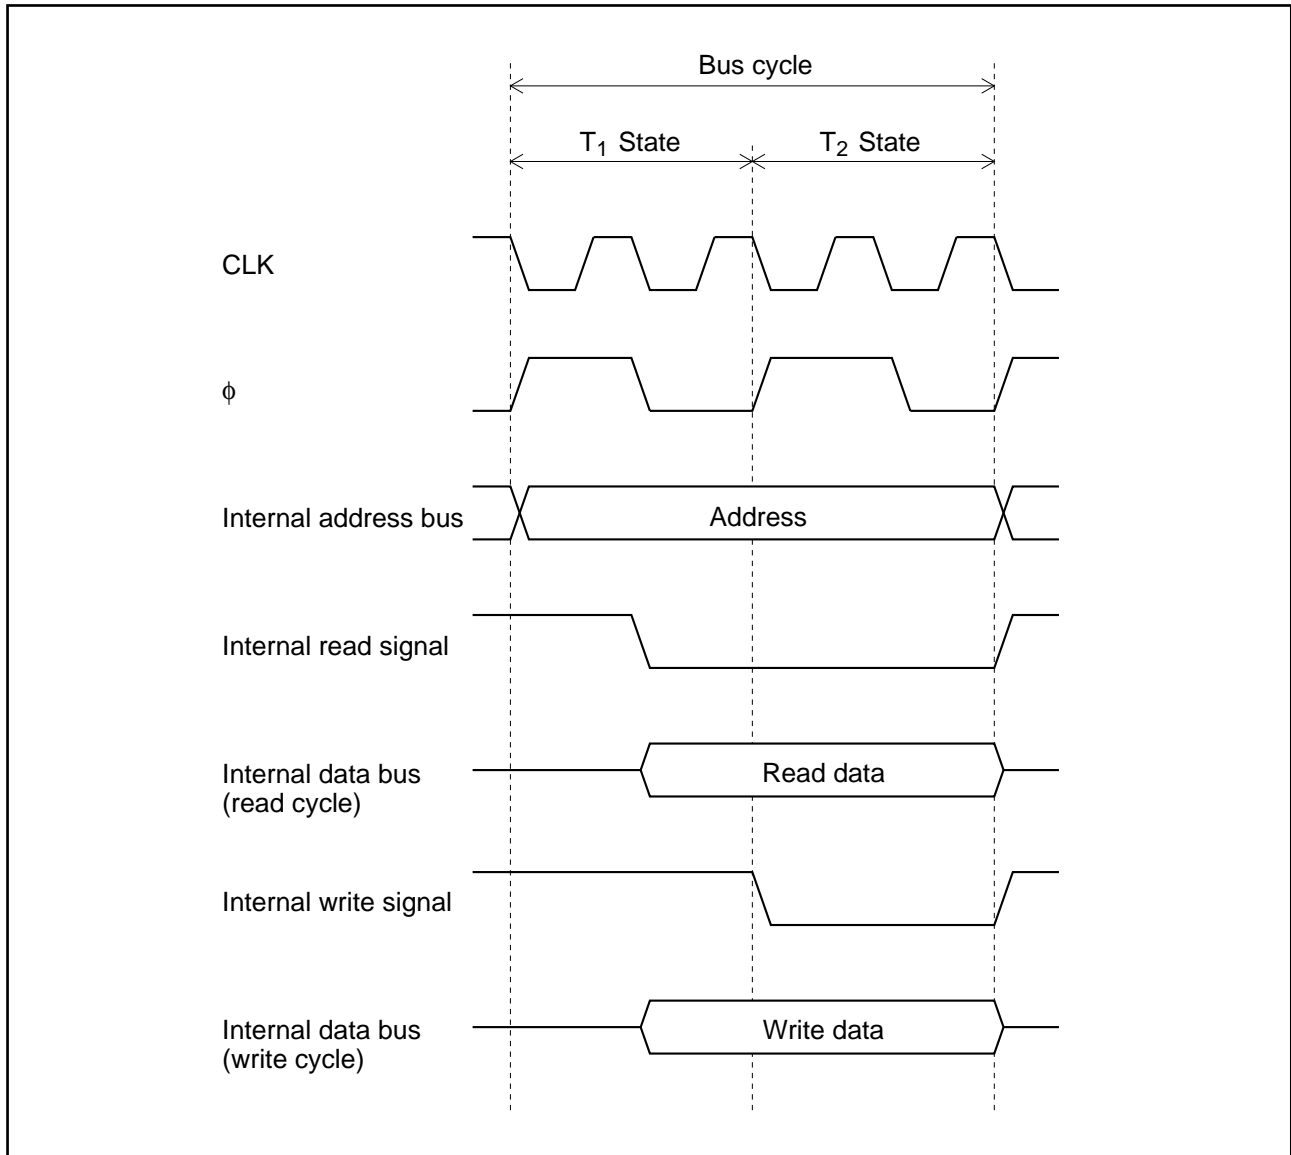 Bus cycle
T1 State
T2 State
CLK
ϕ
Internal address bus
Address
Internal read signal
Internal data bus
(read cycle)
Read data
Internal write signal
Internal data bus
(write cycle)
Write data